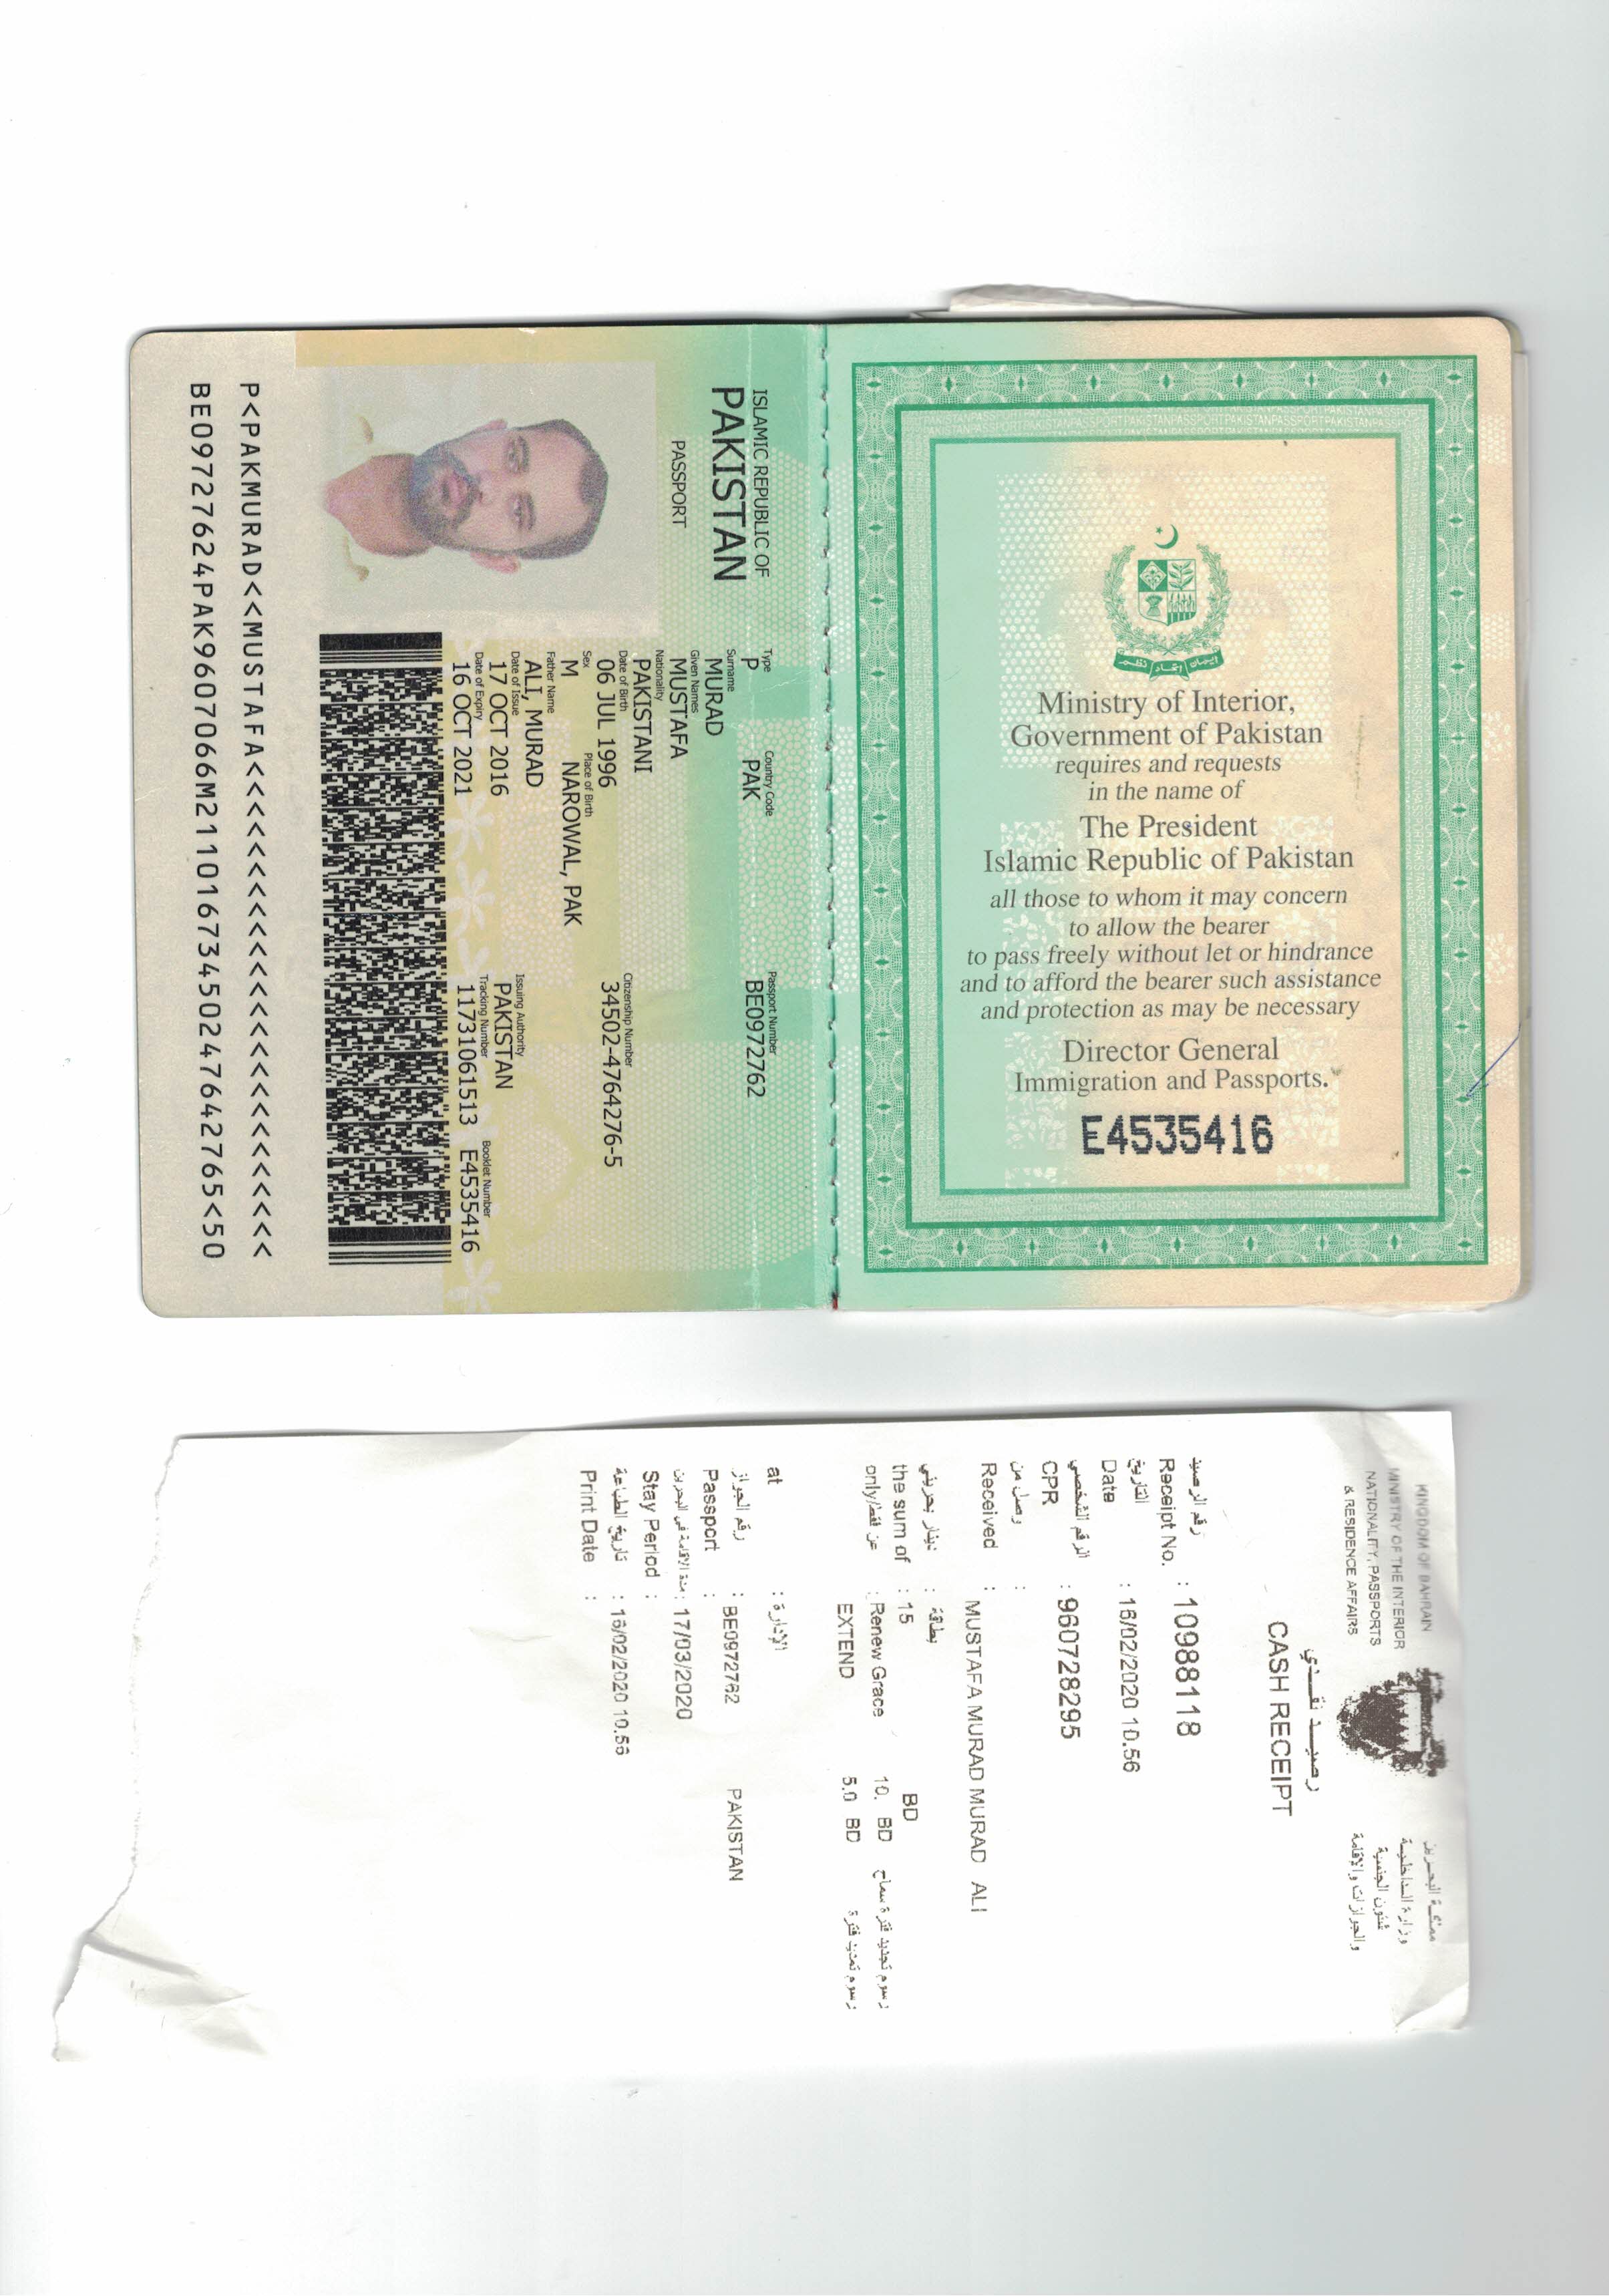 Ministry of Interior,
Government of Pakistan
requires and requests
in the name of
The President
Islamic Republic of Pakistan
all those to whom it may concern
to allow the bearer
to pass freely without let or hindrance
and to afford the bearer such assistance
and protection as may be necessary
Director General
Immigration and Passports.
E4535416
ISLAMIC REPUBLIC OF
PAKISTAN
PASSPORT
Type Country Code Passport Number
P PAK BE0972762
Surname
MURAD
Given Names
MUSTAFA
Nationality
PAKISTANI
Date of Birth Citizenship Number
06 JUL 1996 34502-4764276-5
Sex Place of Birth
M NAROWAL, PAK
Father Name
ALI, MURAD
Date of Issue Issuing Authority
17 OCT 2016 PAKISTAN
Date of Expiry Tracking Number Booklet Number
16 OCT 2021 11731061513 E4535416
P<PAKMURAD<<MUSTAFA<<<<<<<<<<<<<<<<<<<<<<<<<
BE09727624PAK9607066M21101673450247642765<50
KINGDOM OF BAHRAIN مملكة البحرين
MINISTRY OF THE INTERIOR وزارة الداخلية
NATIONALITY, PASSPORTS شئون الجنسية
& RESIDENCE AFFAIRS والجوازات والإقامة
رصيد نقدي
CASH RECEIPT
رقم الرصيد
Receipt No. : 1098118
التاريخ
Date : 16/02/2020 10.56
الرقم الشخصي
CPR : 960728295
وصل من :
Received : MUSTAFA MURAD MURAD ALI
دينار بحريني : بطاقة
the sum of : 15 BD
only/عن فقط : Renew Grace 10. BD رسوم تجديد فترة سماح
EXTEND 5.0 BD رسوم تمديد فترة
at : الإدارة :
رقم الجواز
Passport : BE0972762 PAKISTAN
مدة الاقامة في البحرين : 17/03/2020
Stay Period :
تاريخ الطباعة : 16/02/2020 10.56
Print Date :